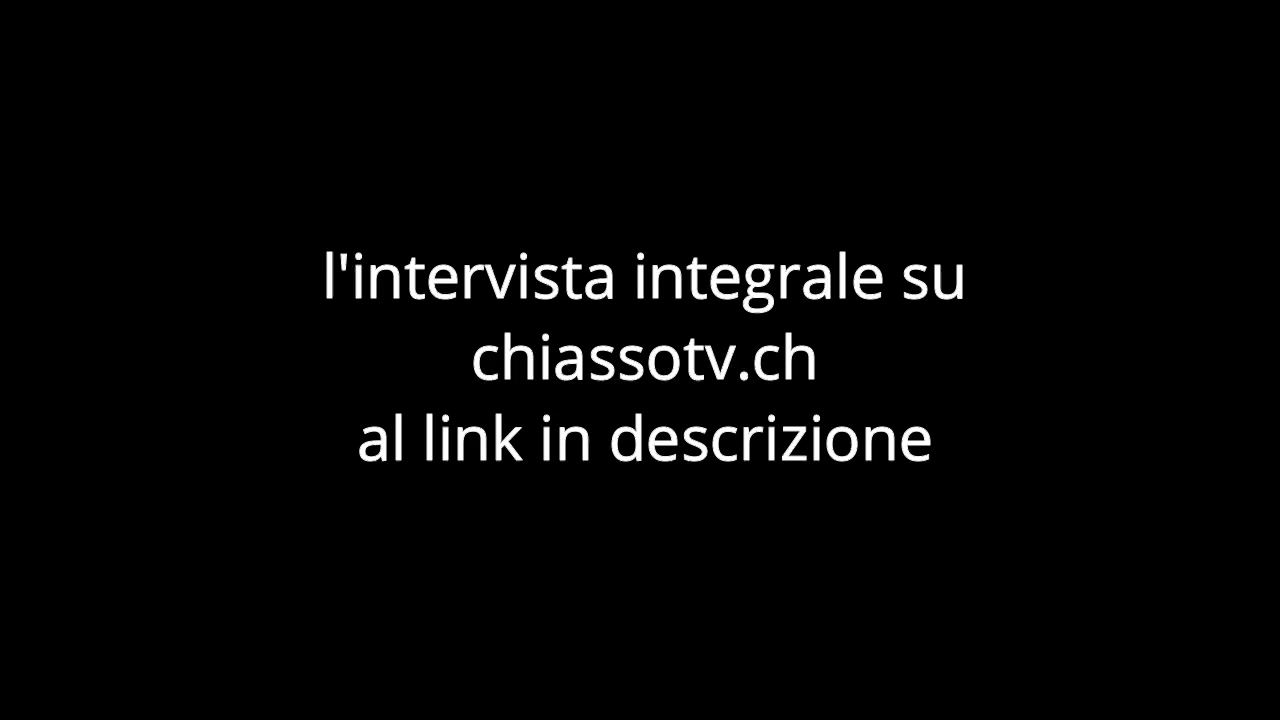 l'intervista integrale su
chiassotv.ch
al link in descrizione